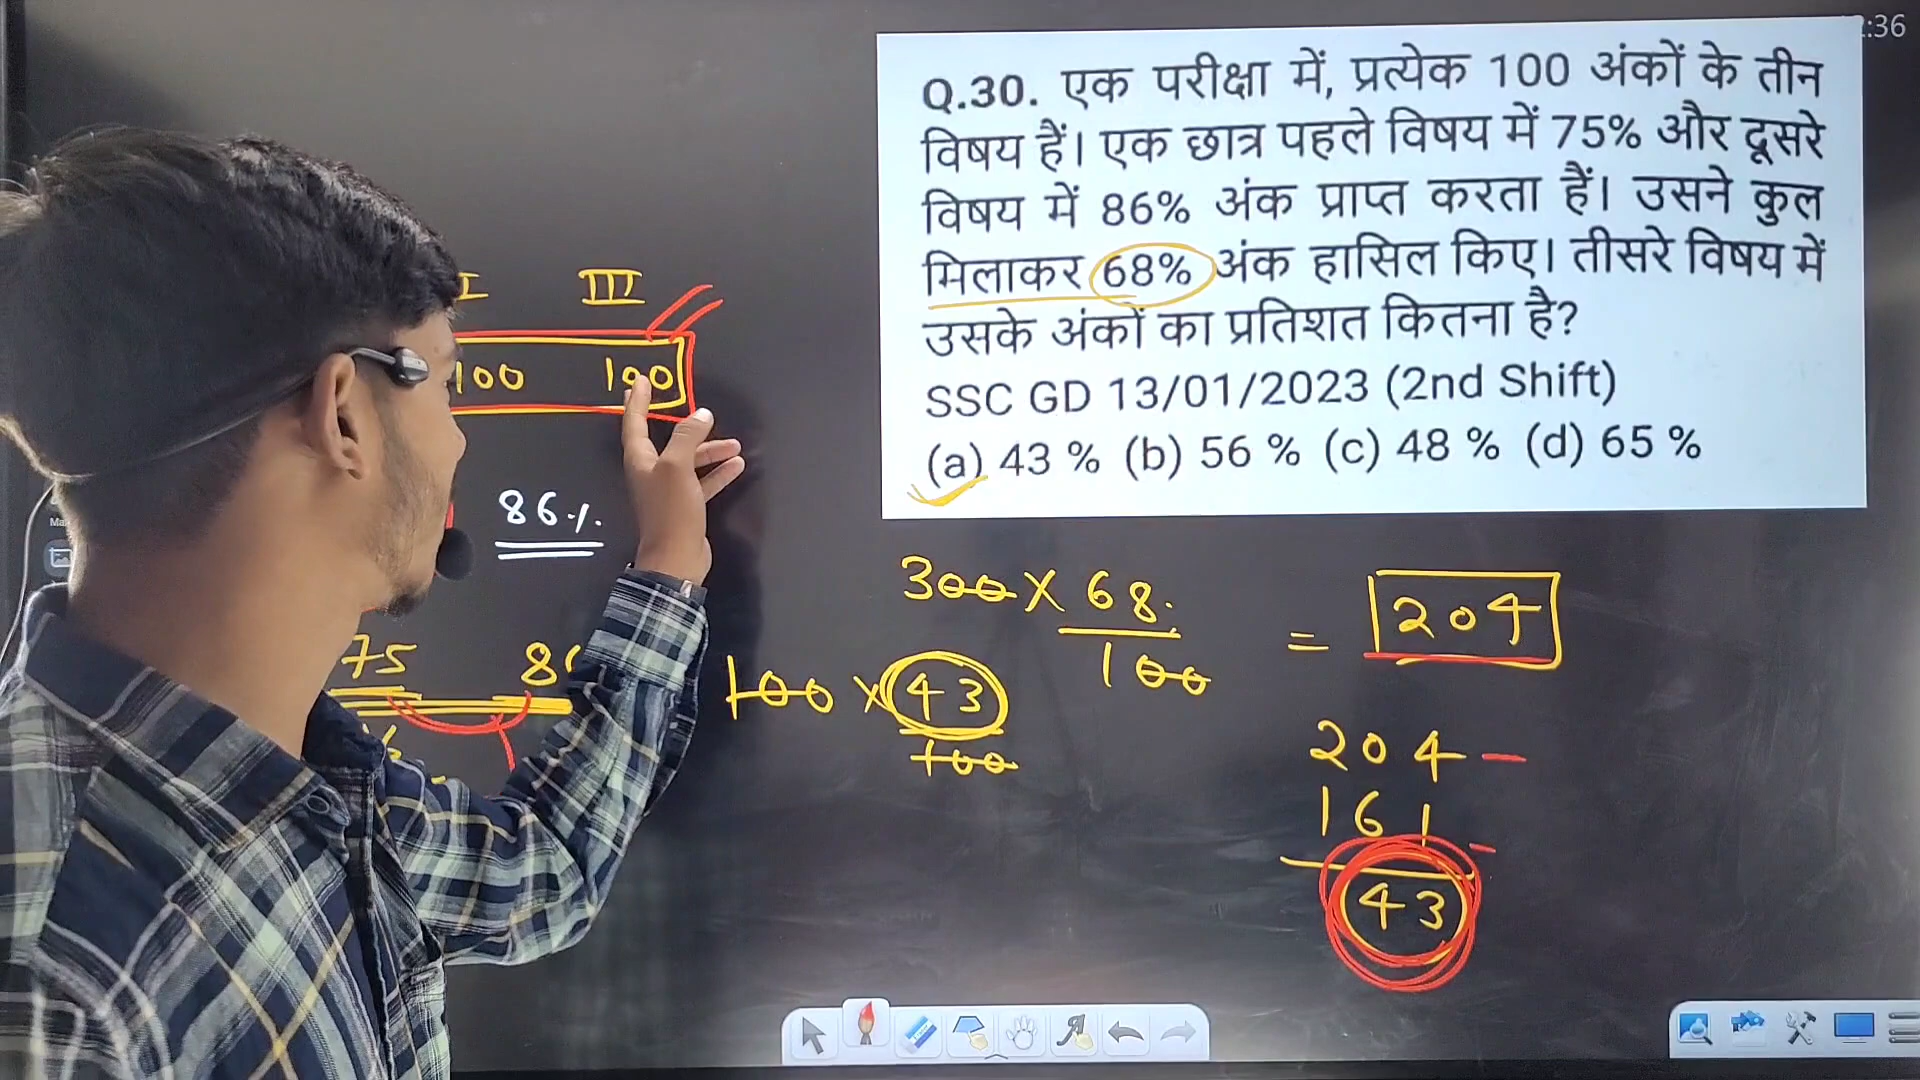 :36
Q.30. एक परीक्षा में, प्रत्येक 100 अंकों के तीन
विषय हैं। एक छात्र पहले विषय में 75% और दूसरे
विषय में 86% अंक प्राप्त करता हैं। उसने कुल
मिलाकर 68% अंक हासिल किए। तीसरे विषय में
उसके अंकों का प्रतिशत कितना है?
SSC GD 13/01/2023 (2nd Shift)
(a) 43 % (b) 56 % (c) 48 % (d) 65 %
III
100 100
86%
75
300 × 68
100
= 204
100 × 43
100
204
161
43